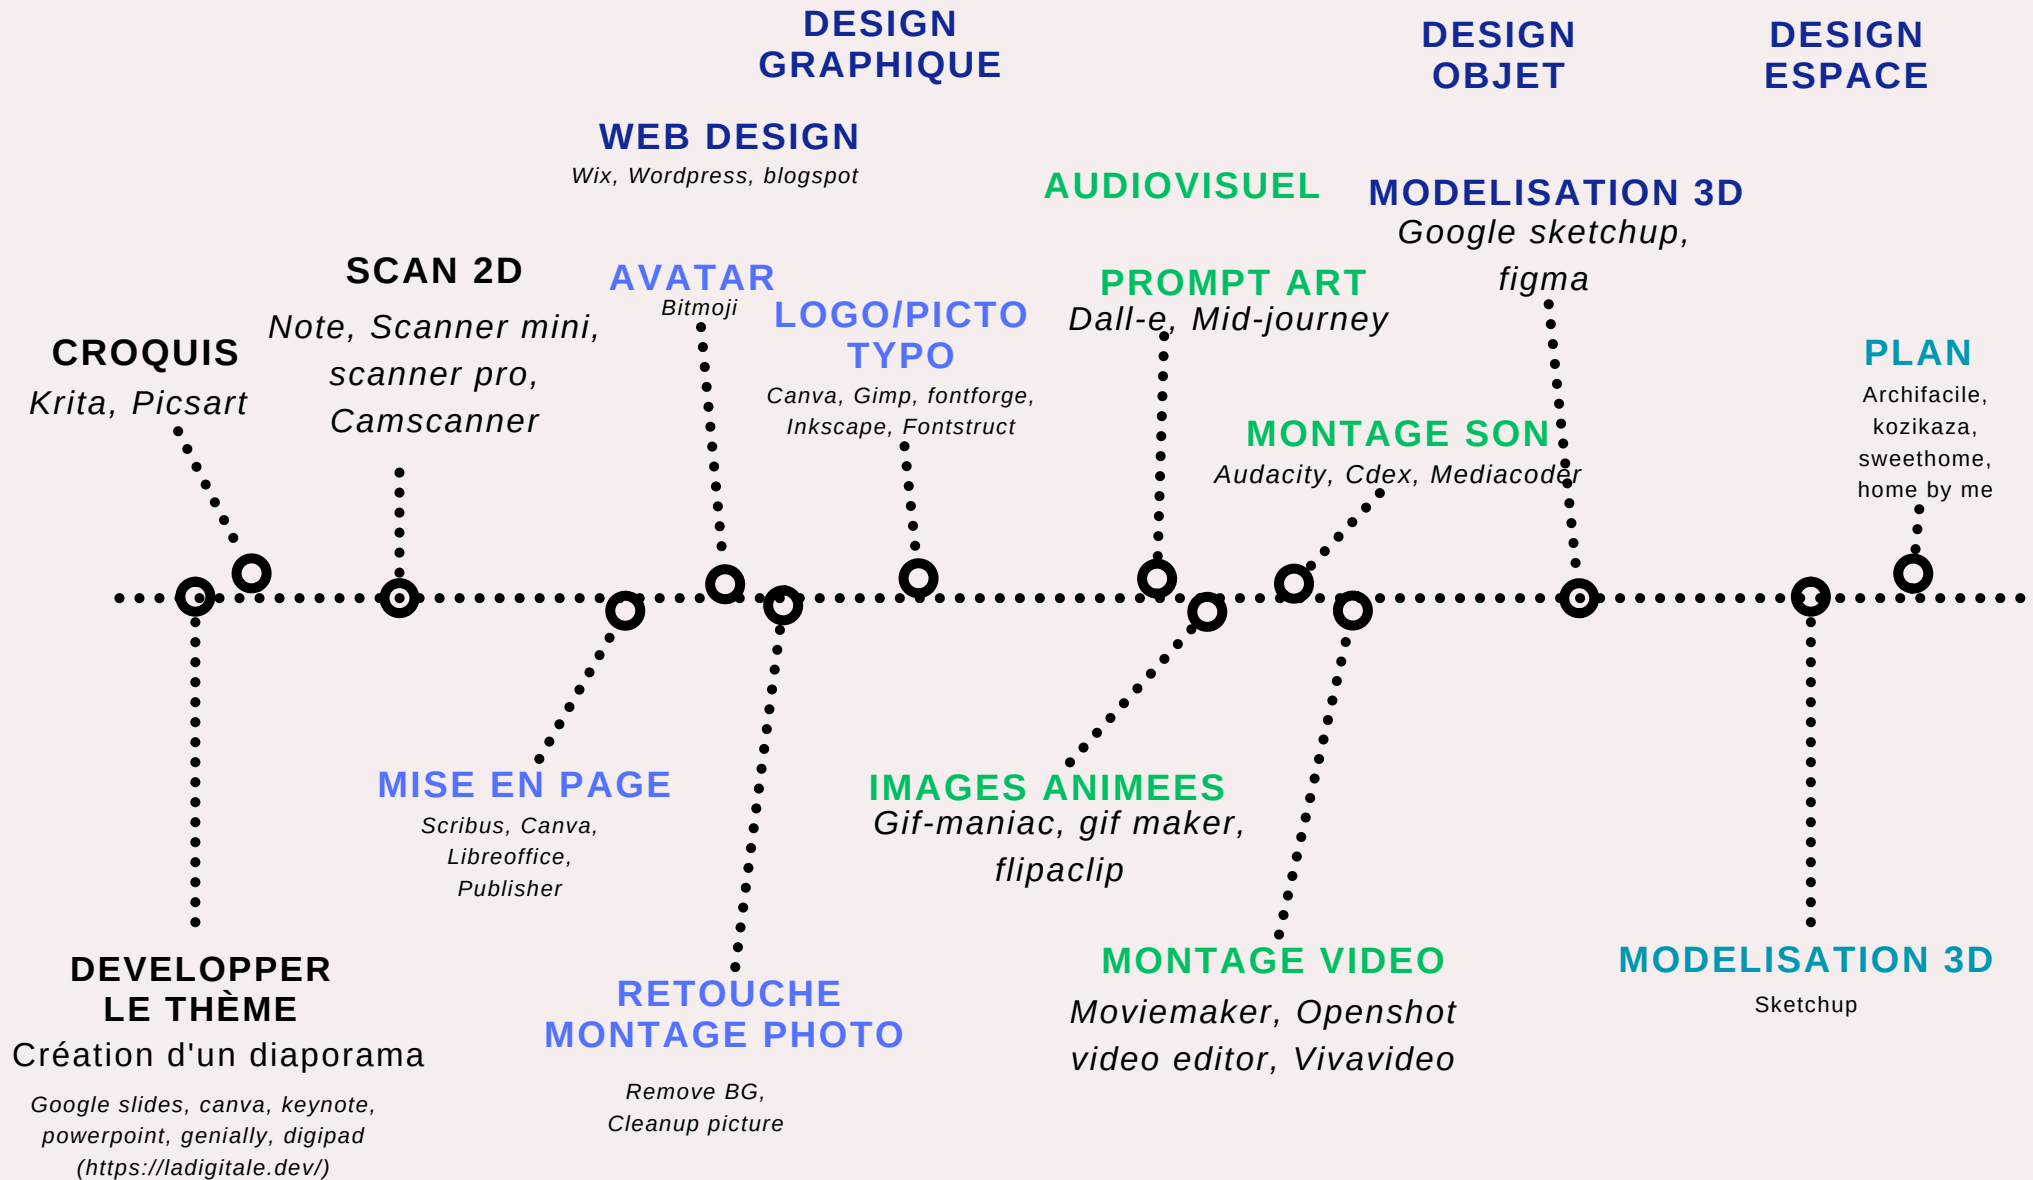 DESIGN
GRAPHIQUE
DESIGN
OBJET
DESIGN
ESPACE
WEB DESIGN
Wix, Wordpress, blogspot
AUDIOVISUEL
MODELISATION 3D
Google sketchup,
figma
SCAN 2D
Note, Scanner mini,
scanner pro,
Camscanner
AVATAR
Bitmoji
LOGO/PICTO
TYPO
Canva, Gimp, fontforge,
Inkscape, Fontstruct
PROMPT ART
Dall-e, Mid-journey
CROQUIS
Krita, Picsart
MONTAGE SON
Audacity, Cdex, Mediacoder
PLAN
Archifacile,
kozikaza,
sweethome,
home by me
MISE EN PAGE
Scribus, Canva,
Libreoffice,
Publisher
IMAGES ANIMEES
Gif-maniac, gif maker,
flipaclip
DEVELOPPER
LE THÈME
Création d'un diaporama
Google slides, canva, keynote,
powerpoint, genially, digipad
(https://ladigitale.dev/)
RETOUCHE
MONTAGE PHOTO
Remove BG,
Cleanup picture
MONTAGE VIDEO
Moviemaker, Openshot
video editor, Vivavideo
MODELISATION 3D
Sketchup